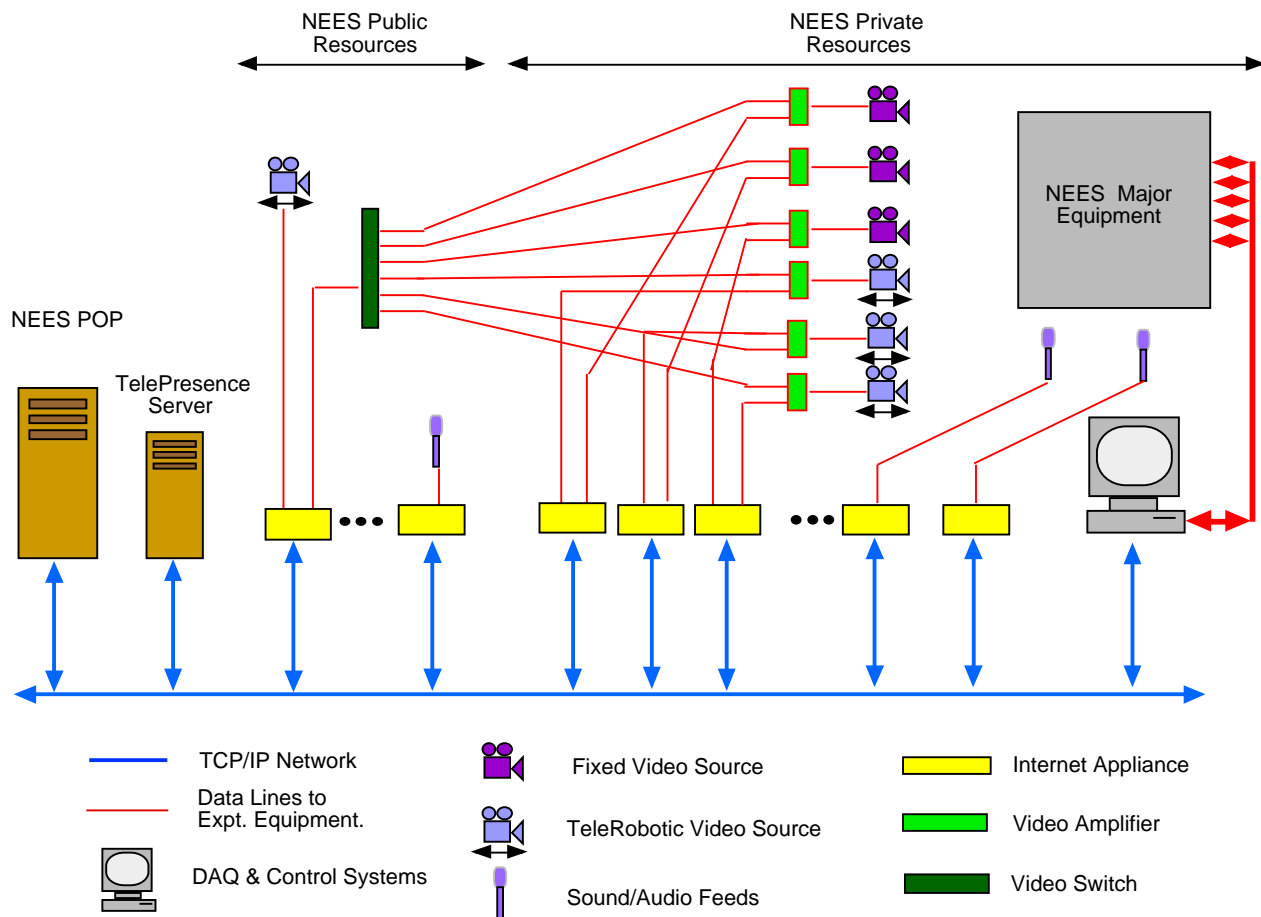 NEES Public
Resources
NEES Private
Resources
NEES Major
Equipment
NEES POP
TelePresence
Server
TCP/IP Network
Data Lines to
Expt. Equipment.
DAQ & Control Systems
Fixed Video Source
TeleRobotic Video Source
Sound/Audio Feeds
Internet Appliance
Video Amplifier
Video Switch